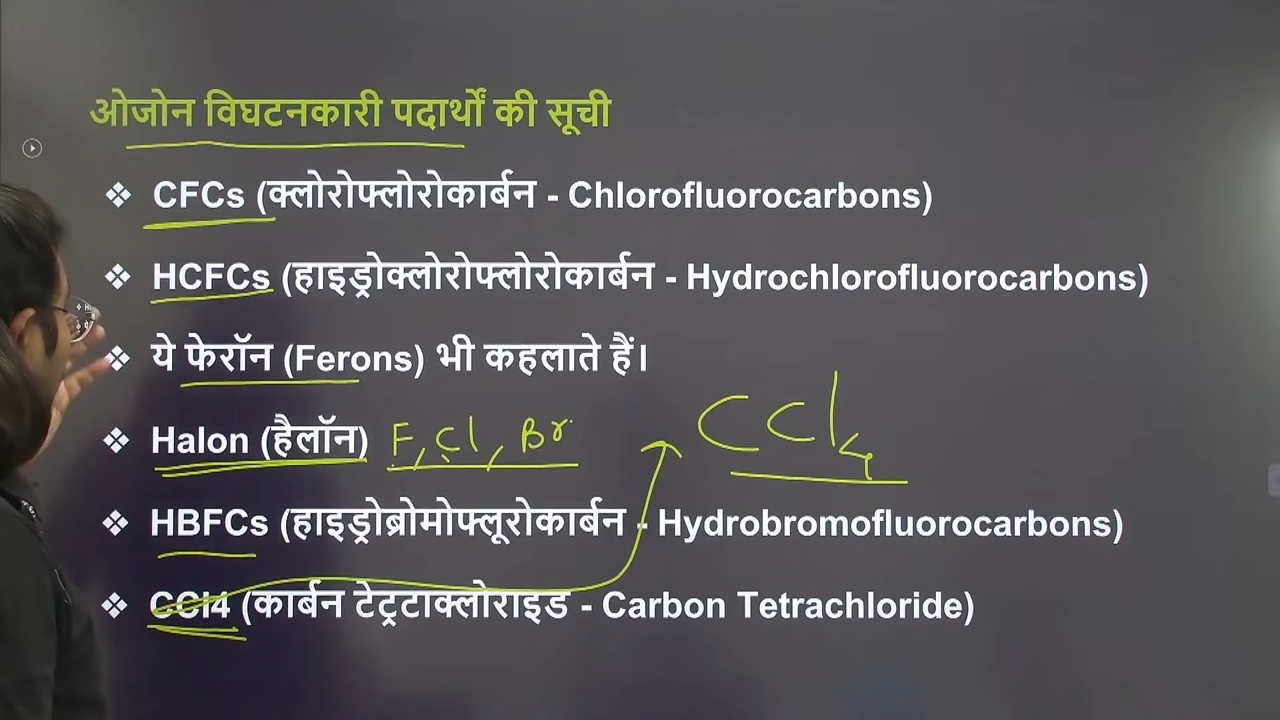 ओजोन विघटनकारी पदार्थों की सूची
❖ CFCs (क्लोरोफ्लोरोकार्बन - Chlorofluorocarbons)
❖ HCFCs (हाइड्रोक्लोरोफ्लोरोकार्बन - Hydrochlorofluorocarbons)
❖ ये फेरॉन (Ferons) भी कहलाते हैं।
❖ Halon (हैलॉन) F, Cl, Br
CCl4
❖ HBFCs (हाइड्रोब्रोमोफ्लूरोकार्बन - Hydrobromofluorocarbons)
❖ CCl4 (कार्बन टेट्रटाक्लोराइड - Carbon Tetrachloride)